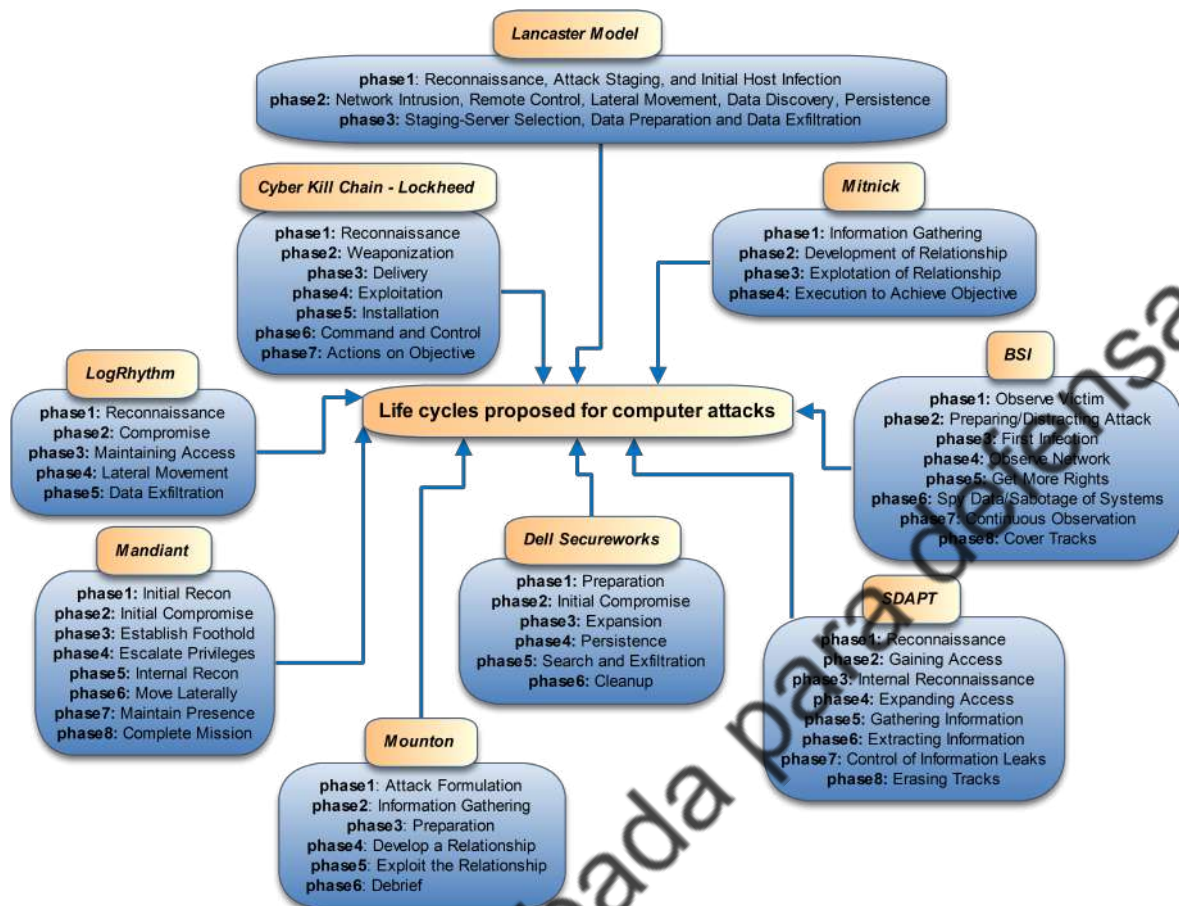 Lancaster Model
phase1: Reconnaissance, Attack Staging, and Initial Host Infection
phase2: Network Intrusion, Remote Control, Lateral Movement, Data Discovery, Persistence
phase3: Staging-Server Selection, Data Preparation and Data Exfiltration
Cyber Kill Chain - Lockheed
phase1: Reconnaissance
phase2: Weaponization
phase3: Delivery
phase4: Exploitation
phase5: Installation
phase6: Command and Control
phase7: Actions on Objective
Mitnick
phase1: Information Gathering
phase2: Development of Relationship
phase3: Explotation of Relationship
phase4: Execution to Achieve Objective
LogRhythm
phase1: Reconnaissance
phase2: Compromise
phase3: Maintaining Access
phase4: Lateral Movement
phase5: Data Exfiltration
Life cycles proposed for computer attacks
BSI
phase1: Observe Victim
phase2: Preparing/Distracting Attack
phase3: First Infection
phase4: Observe Network
phase5: Get More Rights
phase6: Spy Data/Sabotage of Systems
phase7: Continuous Observation
phase8: Cover Tracks
Mandiant
phase1: Initial Recon
phase2: Initial Compromise
phase3: Establish Foothold
phase4: Escalate Privileges
phase5: Internal Recon
phase6: Move Laterally
phase7: Maintain Presence
phase8: Complete Mission
Dell Secureworks
phase1: Preparation
phase2: Initial Compromise
phase3: Expansion
phase4: Persistence
phase5: Search and Exfiltration
phase6: Cleanup
SDAPT
phase1: Reconnaissance
phase2: Gaining Access
phase3: Internal Reconnaissance
phase4: Expanding Access
phase5: Gathering Information
phase6: Extracting Information
phase7: Control of Information Leaks
phase8: Erasing Tracks
Mounton
phase1: Attack Formulation
phase2: Information Gathering
phase3: Preparation
phase4: Develop a Relationship
phase5: Exploit the Relationship
phase6: Debrief
para defensa